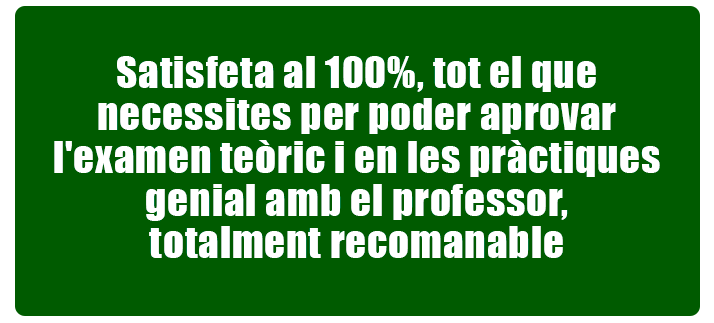 Satisfeta al 100%, tot el que
necessites per poder aprovar
l'examen teòric i en les pràctiques
genial amb el professor,
totalment recomanable